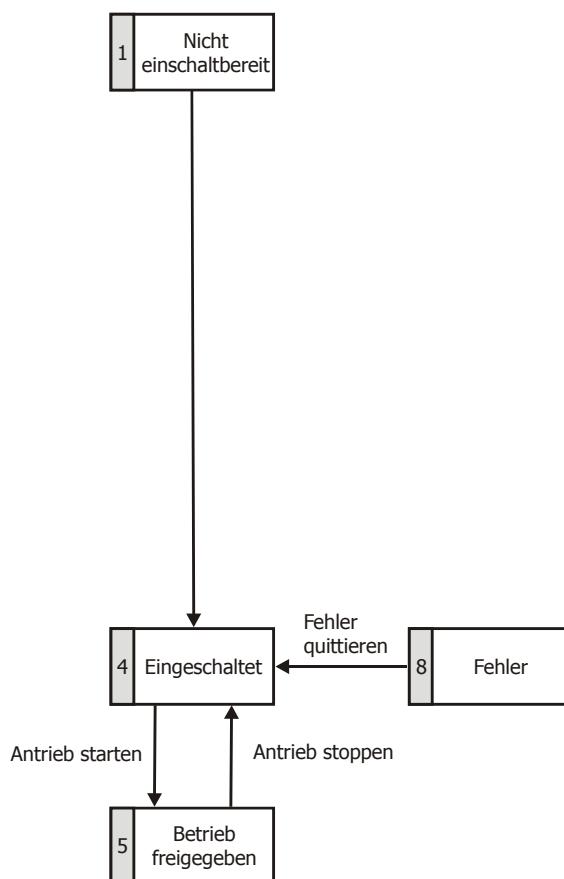 1
Nicht
einschaltbereit
Fehler
quittieren
4
Eingeschaltet
8
Fehler
Antrieb starten
Antrieb stoppen
5
Betrieb
freigegeben